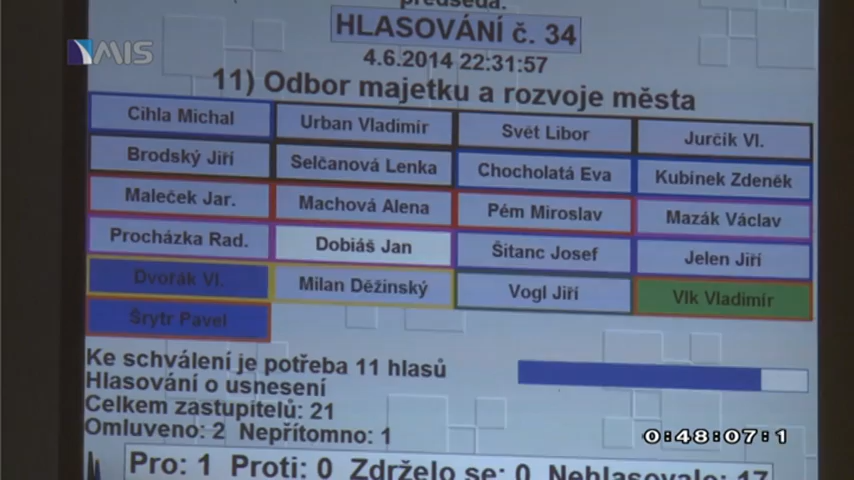 předseda.
HLASOVÁNÍ č. 34
MIS
4.6.2014 22:31:57
11) Odbor majetku a rozvoje města
Cihla Michal Urban Vladimír Svět Libor Jurčík Vl.
Brodský Jiří Selčanová Lenka Chocholatá Eva Kubínek Zdeněk
Maleček Jar. Machová Alena Pém Miroslav Mazák Václav
Procházka Rad. Dobiáš Jan Šitanc Josef Jelen Jiří
Dvořák Vl. Milan Děžinský Vogl Jiří Vlk Vladimír
Šrytr Pavel
Ke schválení je potřeba 11 hlasů
Hlasování o usnesení
Celkem zastupitelů: 21
Omluveno: 2 Nepřítomno: 1
0:48:07:1
Pro: 1 Proti: 0 Zdrželo se: 0 Nehlasovalo: 17